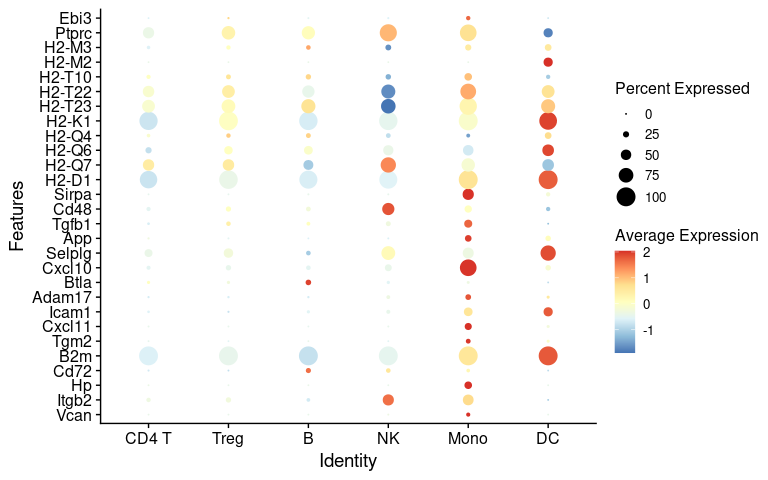 Ebi3
Ptprc
H2-M3
H2-M2
H2-T10
H2-T22
H2-T23
H2-K1
H2-Q4
H2-Q6
H2-Q7
H2-D1
Sirpa
Cd48
Tgfb1
App
Selplg
Cxcl10
Btla
Adam17
Icam1
Cxcl11
Tgm2
B2m
Cd72
Hp
Itgb2
Vcan
Features
CD4 T Treg B NK Mono DC
Identity
Percent Expressed
0
25
50
75
100
Average Expression
2
1
0
-1